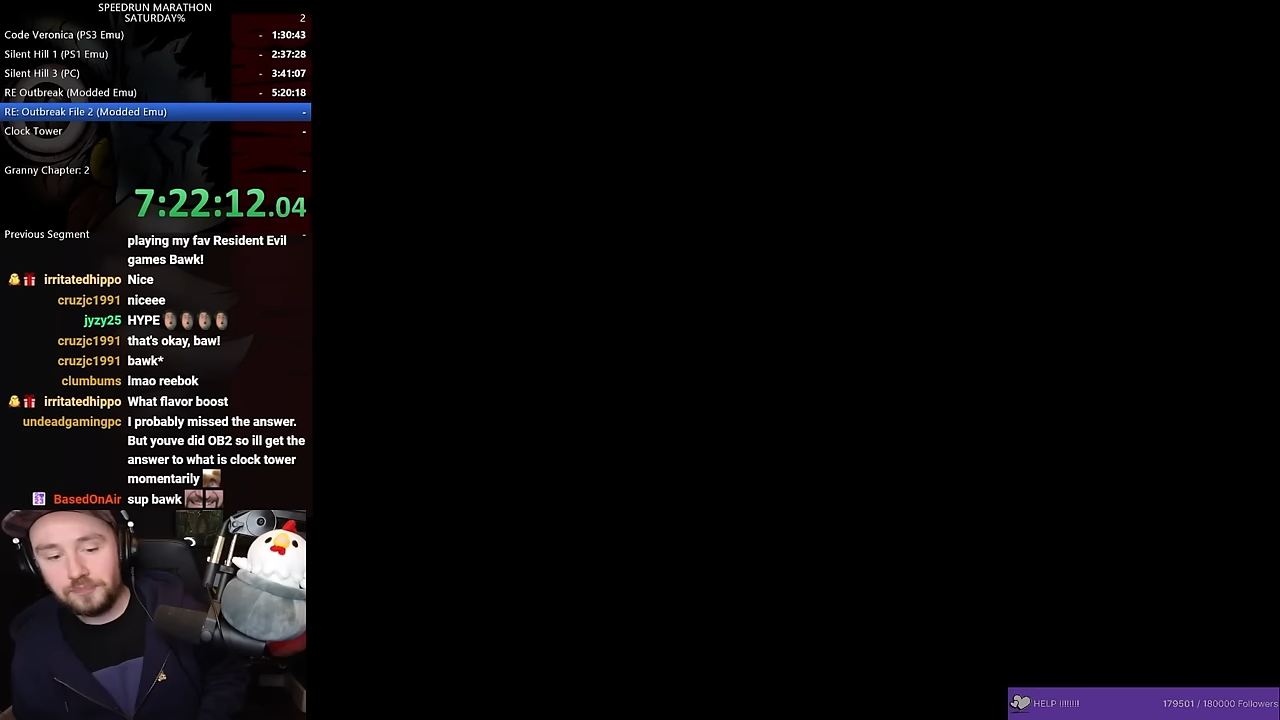 SPEEDRUN MARATHON
SATURDAY%
2
Code Veronica (PS3 Emu) - 1:30:43
Silent Hill 1 (PS1 Emu) - 2:37:28
Silent Hill 3 (PC) - 3:41:07
RE Outbreak (Modded Emu) - 5:20:18
RE: Outbreak File 2 (Modded Emu) -
Clock Tower -
Granny Chapter: 2 -
7:22:12.04
Previous Segment -
playing my fav Resident Evil
games Bawk!
irritatedhippo Nice
cruzjc1991 niceee
jyzy25 HYPE
cruzjc1991 that's okay, baw!
cruzjc1991 bawk*
clumbums lmao reebok
irritatedhippo What flavor boost
undeadgamingpc I probably missed the answer.
But youve did OB2 so ill get the
answer to what is clock tower
momentarily
BasedOnAir sup bawk
HELP !!!!!!! 179501 / 180000 Followers